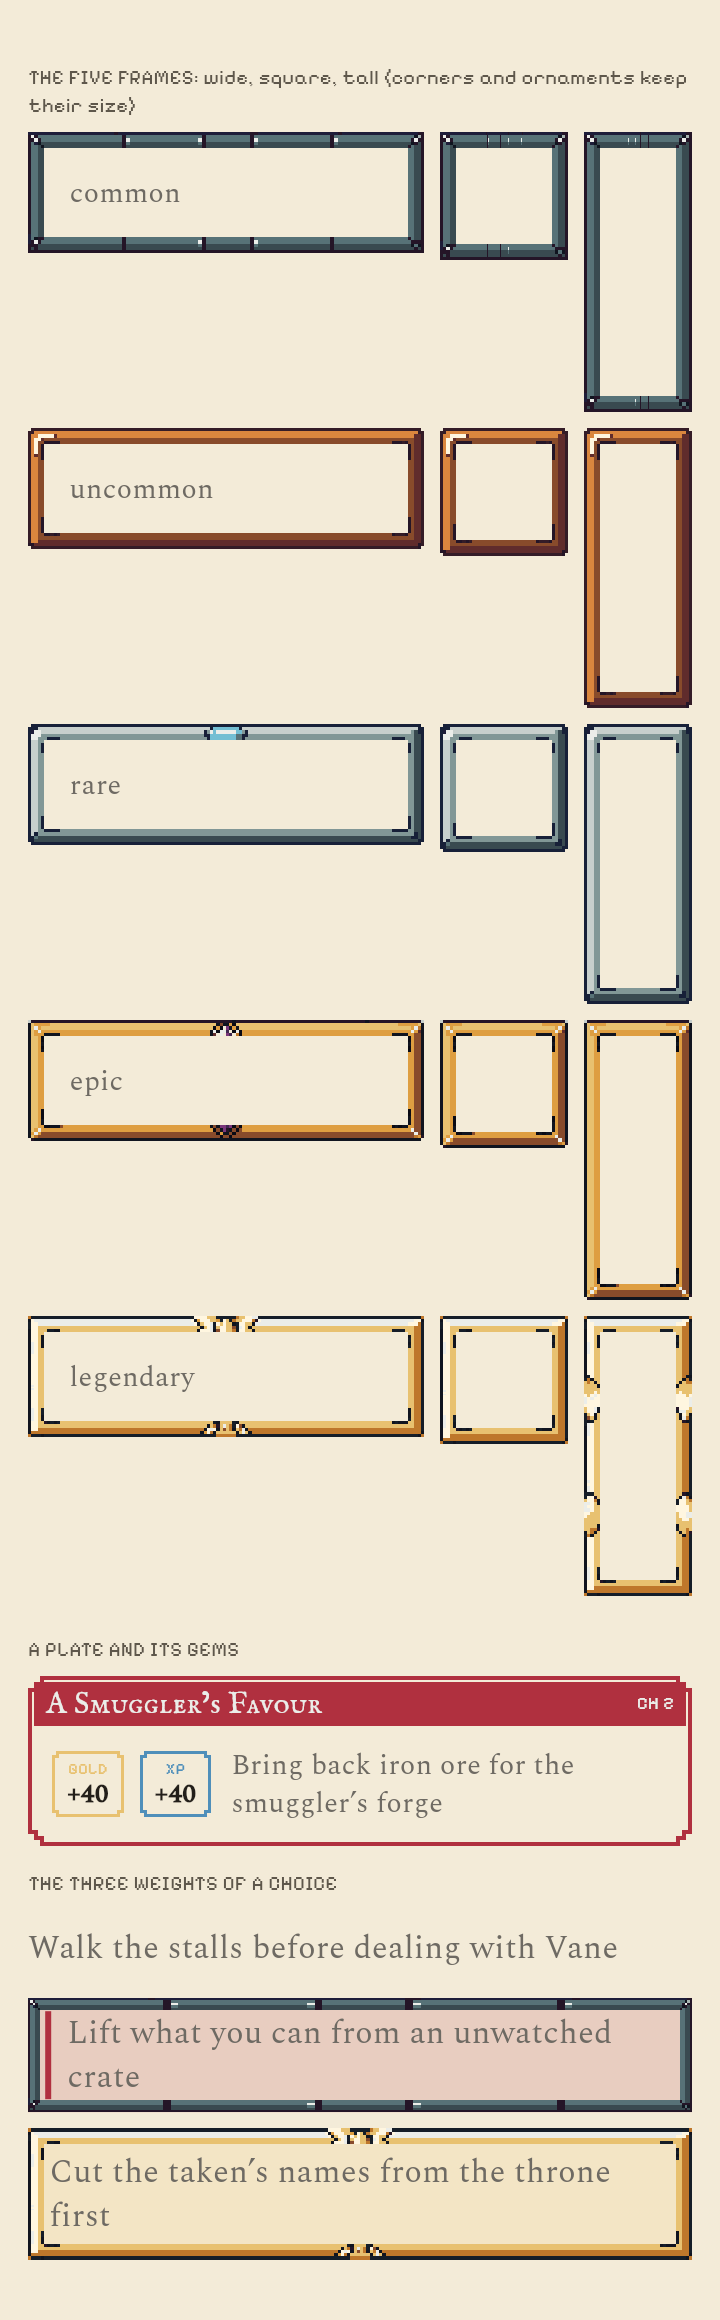 THE FIVE FRAMES: wide, square, tall (corners and ornaments keep
their size)
common
uncommon
rare
epic
legendary
A PLATE AND ITS GEMS
A Smuggler’s Favour
CH 2
GOLD
+40
XP
+40
Bring back iron ore for the
smuggler’s forge
THE THREE WEIGHTS OF A CHOICE
Walk the stalls before dealing with Vane
Lift what you can from an unwatched
crate
Cut the taken’s names from the throne
first